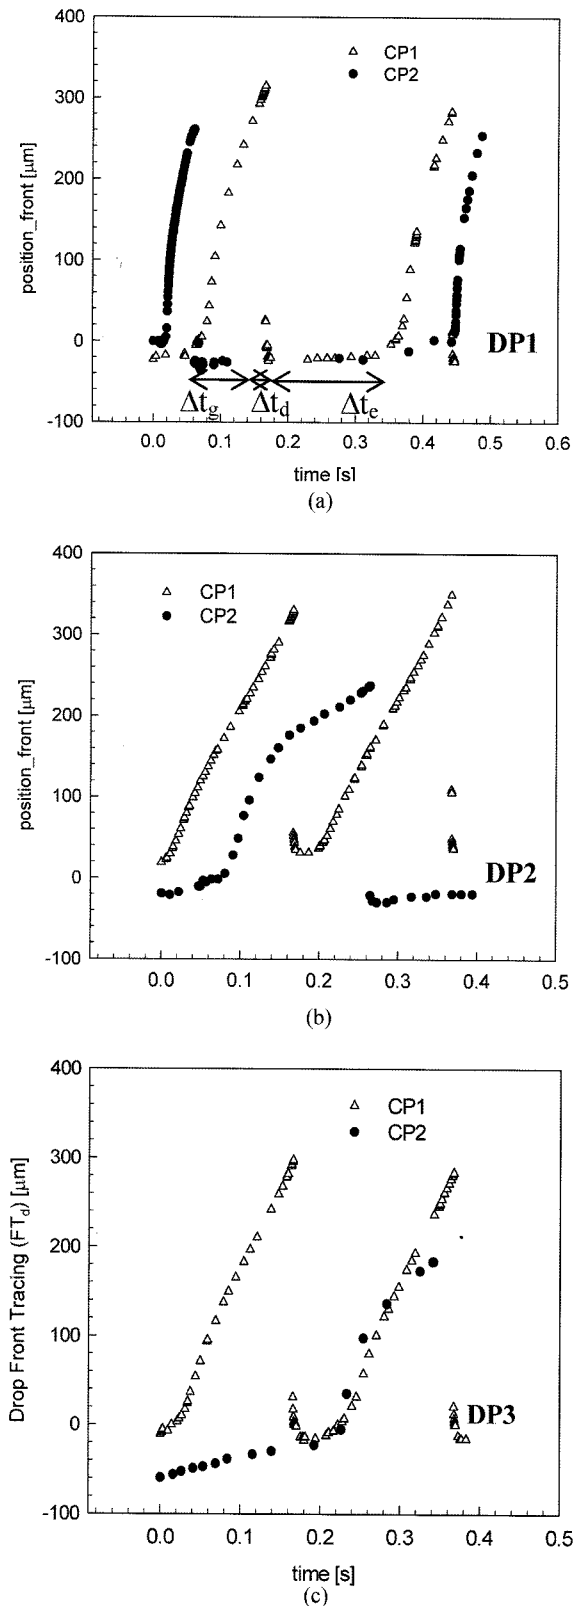 400
300
200
100
0
-100
position_front [µm]
△ CP1
● CP2
DP1
Δtg Δtd Δte
0.0 0.1 0.2 0.3 0.4 0.5 0.6
time [s]
(a)
400
300
200
100
0
-100
position_front [µm]
△ CP1
● CP2
DP2
0.0 0.1 0.2 0.3 0.4 0.5
(b)
400
300
200
100
0
-100
Drop Front Tracing (FTd) [µm]
△ CP1
● CP2
DP3
0.0 0.1 0.2 0.3 0.4 0.5
time [s]
(c)